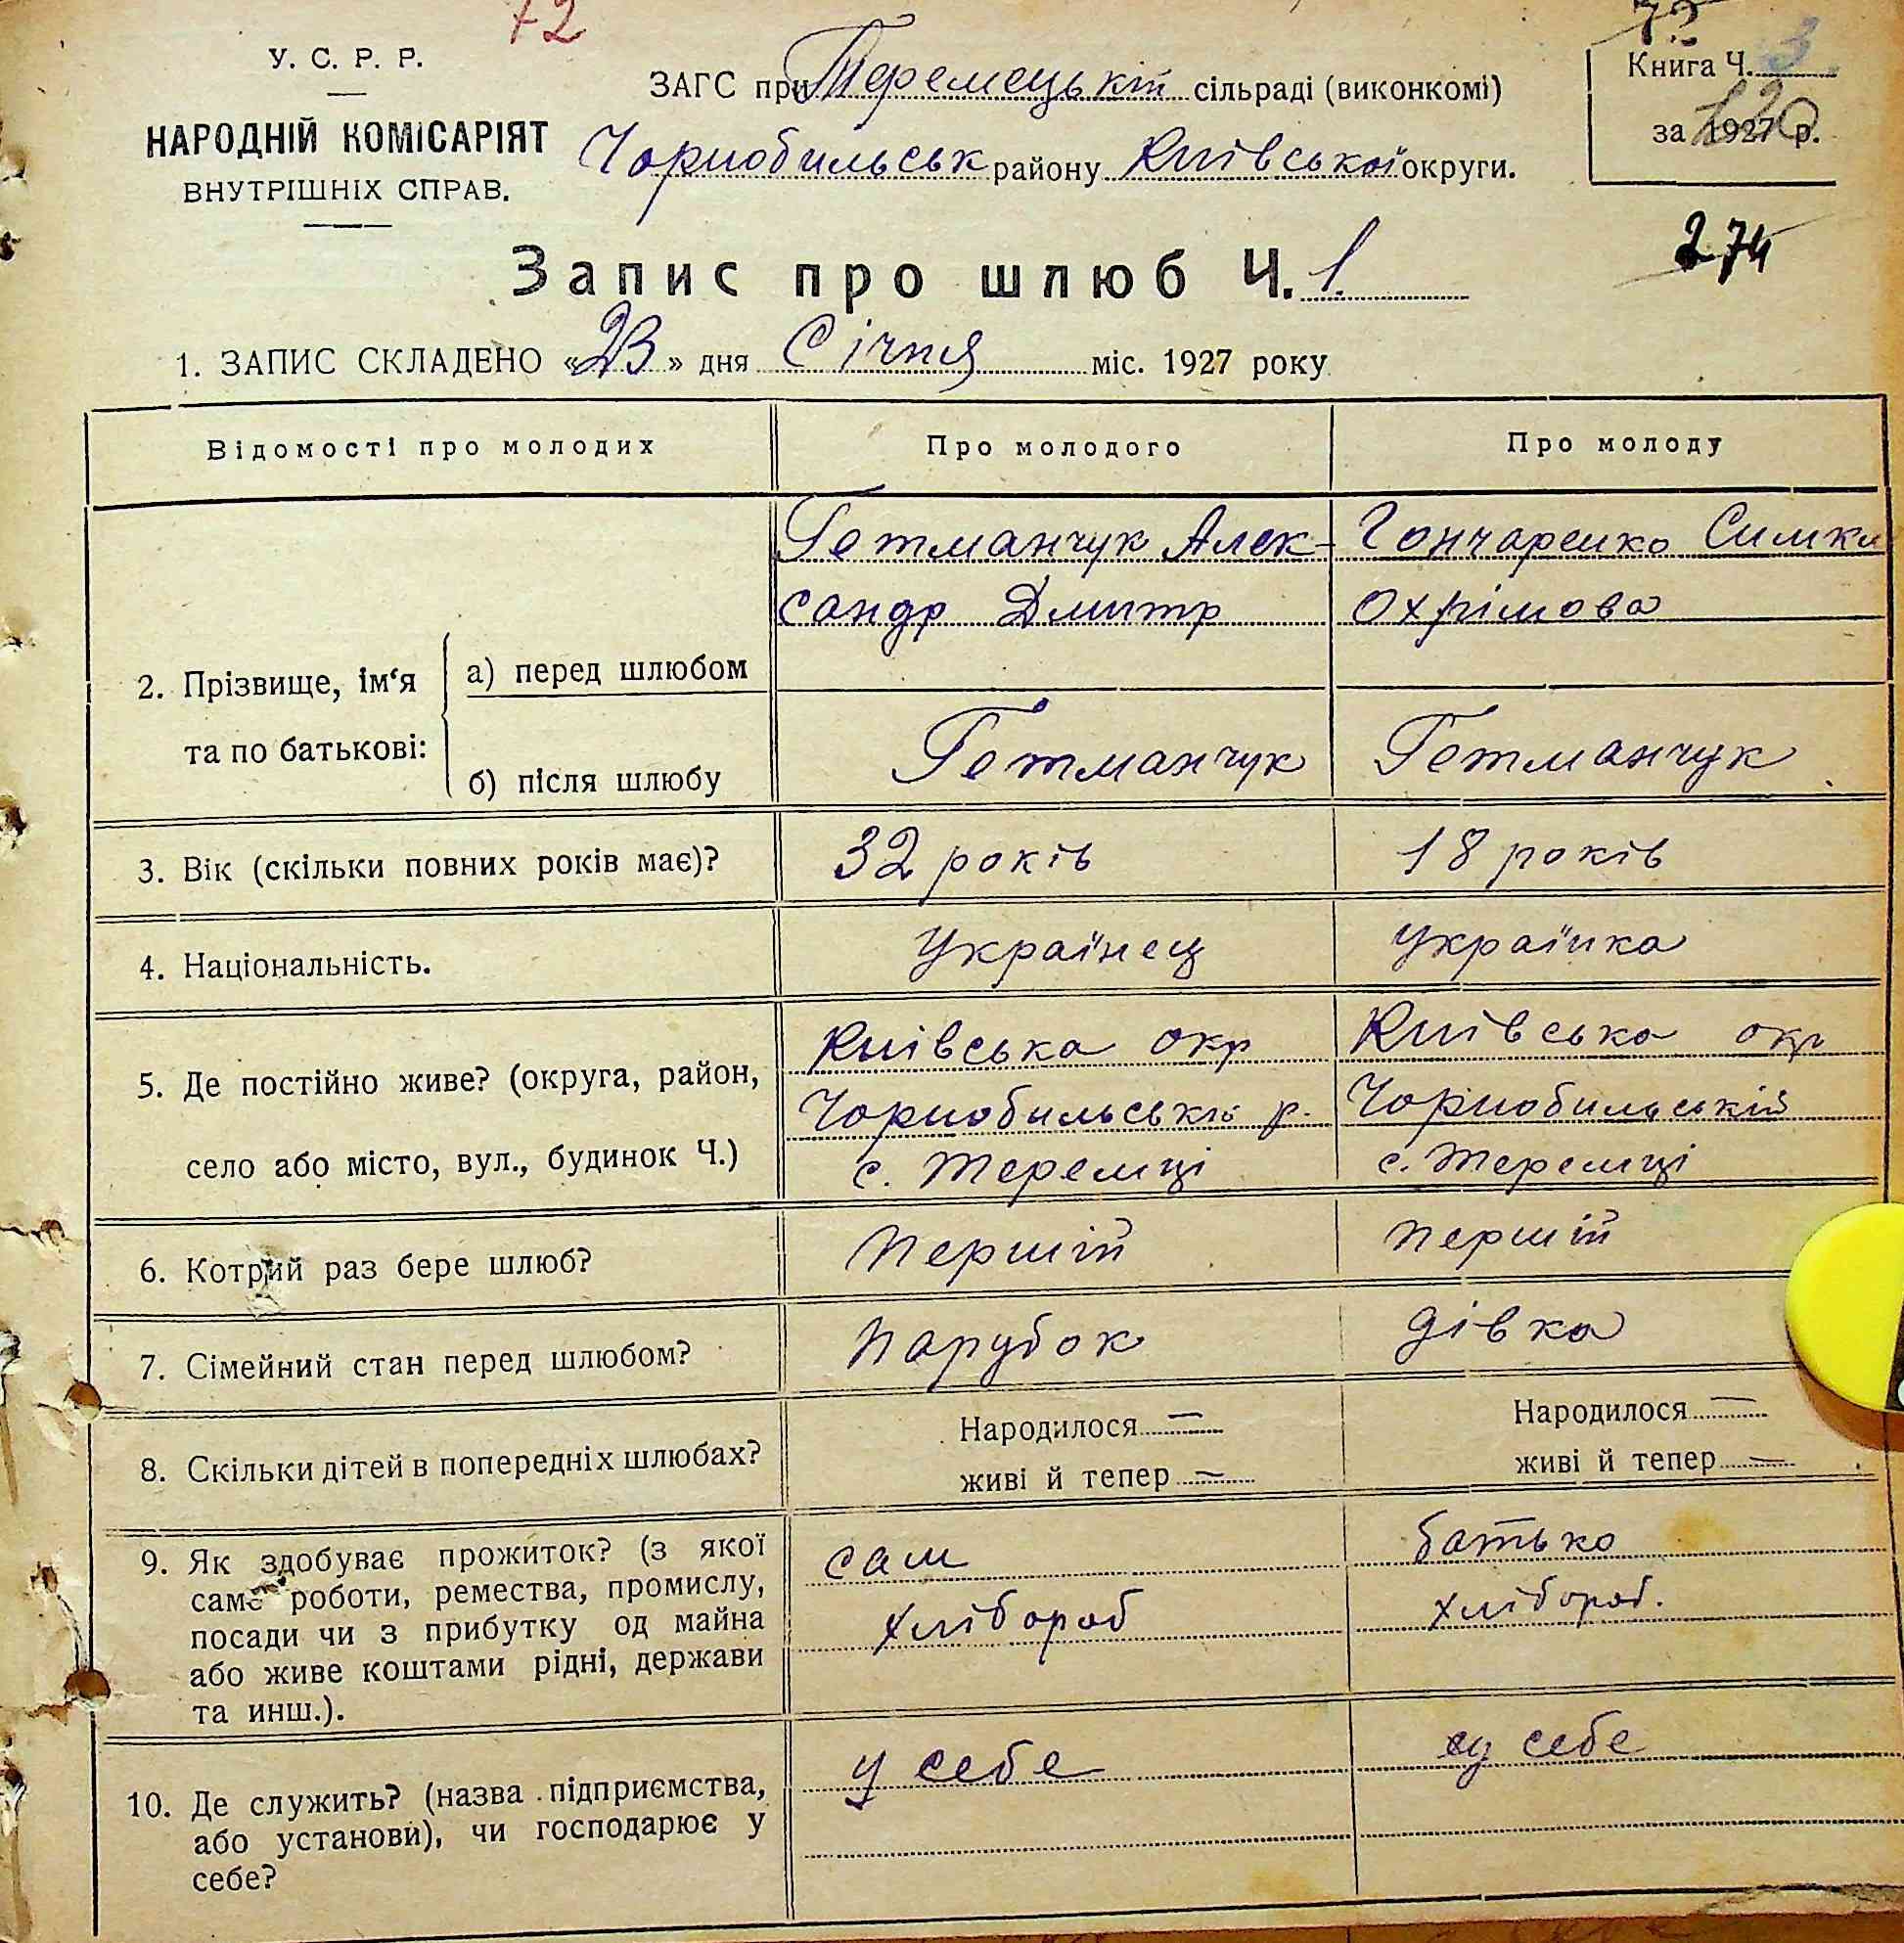 72
72
У. С. Р. Р.
НАРОДНІЙ КОМІСАРІЯТ
ВНУТРІШНІХ СПРАВ.
ЗАГС при Теремецькій сільраді (виконкомі)
Чорнобильськ району Київської округи.
Книга Ч. 3
за 1927 р.
274
Запис про шлюб Ч. 1.
1. ЗАПИС СКЛАДЕНО «23» дня Січня міс. 1927 року
Відомості про молодих Про молодого Про молоду
2. Прізвище, ім'я та по батькові:
а) перед шлюбом
Гетманчук Алек-
сандр Дмитр
Гончаренко
Охрімова
б) після шлюбу Гетманчук Гетманчук
3. Вік (скільки повних років має)? 32 років 18 років
4. Національність. Українец Українка
5. Де постійно живе? (округа, район,
село або місто, вул., будинок Ч.)
Київська окр
Чорнобильській р.
с. Теремці
Київська окр
Чорнобильській
с. Теремці
6. Котрий раз бере шлюб? Першій Першій
7. Сімейний стан перед шлюбом? Парубок дівка
8. Скільки дітей в попередніх шлюбах?
Народилося —
живі й тепер —
Народилося —
живі й тепер —
9. Як здобуває прожиток? (з якої
саме роботи, ремества, промислу,
посади чи з прибутку од майна
або живе коштами рідні, держави
та инш.).
сам
хлібороб
батько
хлібороб.
10. Де служить? (назва підприємства,
або установи), чи господарює у
себе?
у себе
у себе